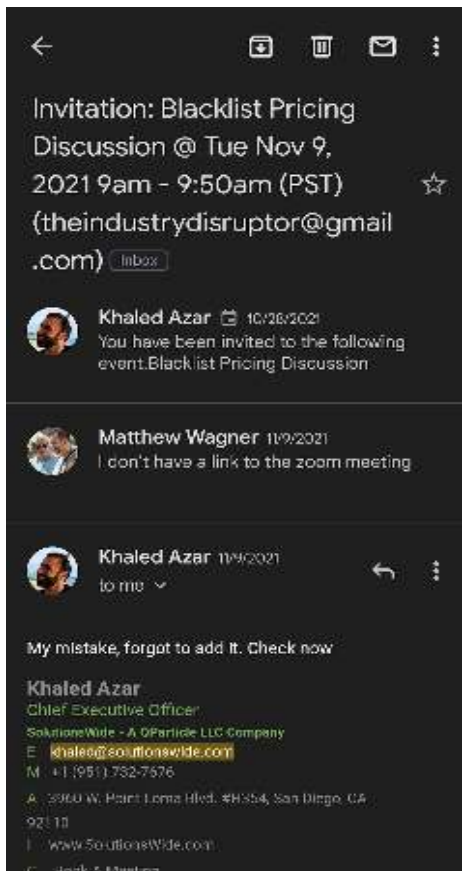 Invitation: Blacklist Pricing
Discussion @ Tue Nov 9,
2021 9am - 9:50am (PST)
(theindustrydisruptor@gmail
.com) Inbox
Khaled Azar 10/28/2021
You have been invited to the following
event.Blacklist Pricing Discussion
Matthew Wagner 11/9/2021
I don't have a link to the zoom meeting
Khaled Azar 11/9/2021
to me
My mistake, forgot to add it. Check now
Khaled Azar
Chief Executive Officer
SolutionsWide - A QParticle LLC Company
E khaled@solutionswide.com
M +1 (951) 732-7676
A 3960 W. Point Loma Blvd. #H354, San Diego, CA
92110
I www.SolutionsWide.com
Book A Meeting